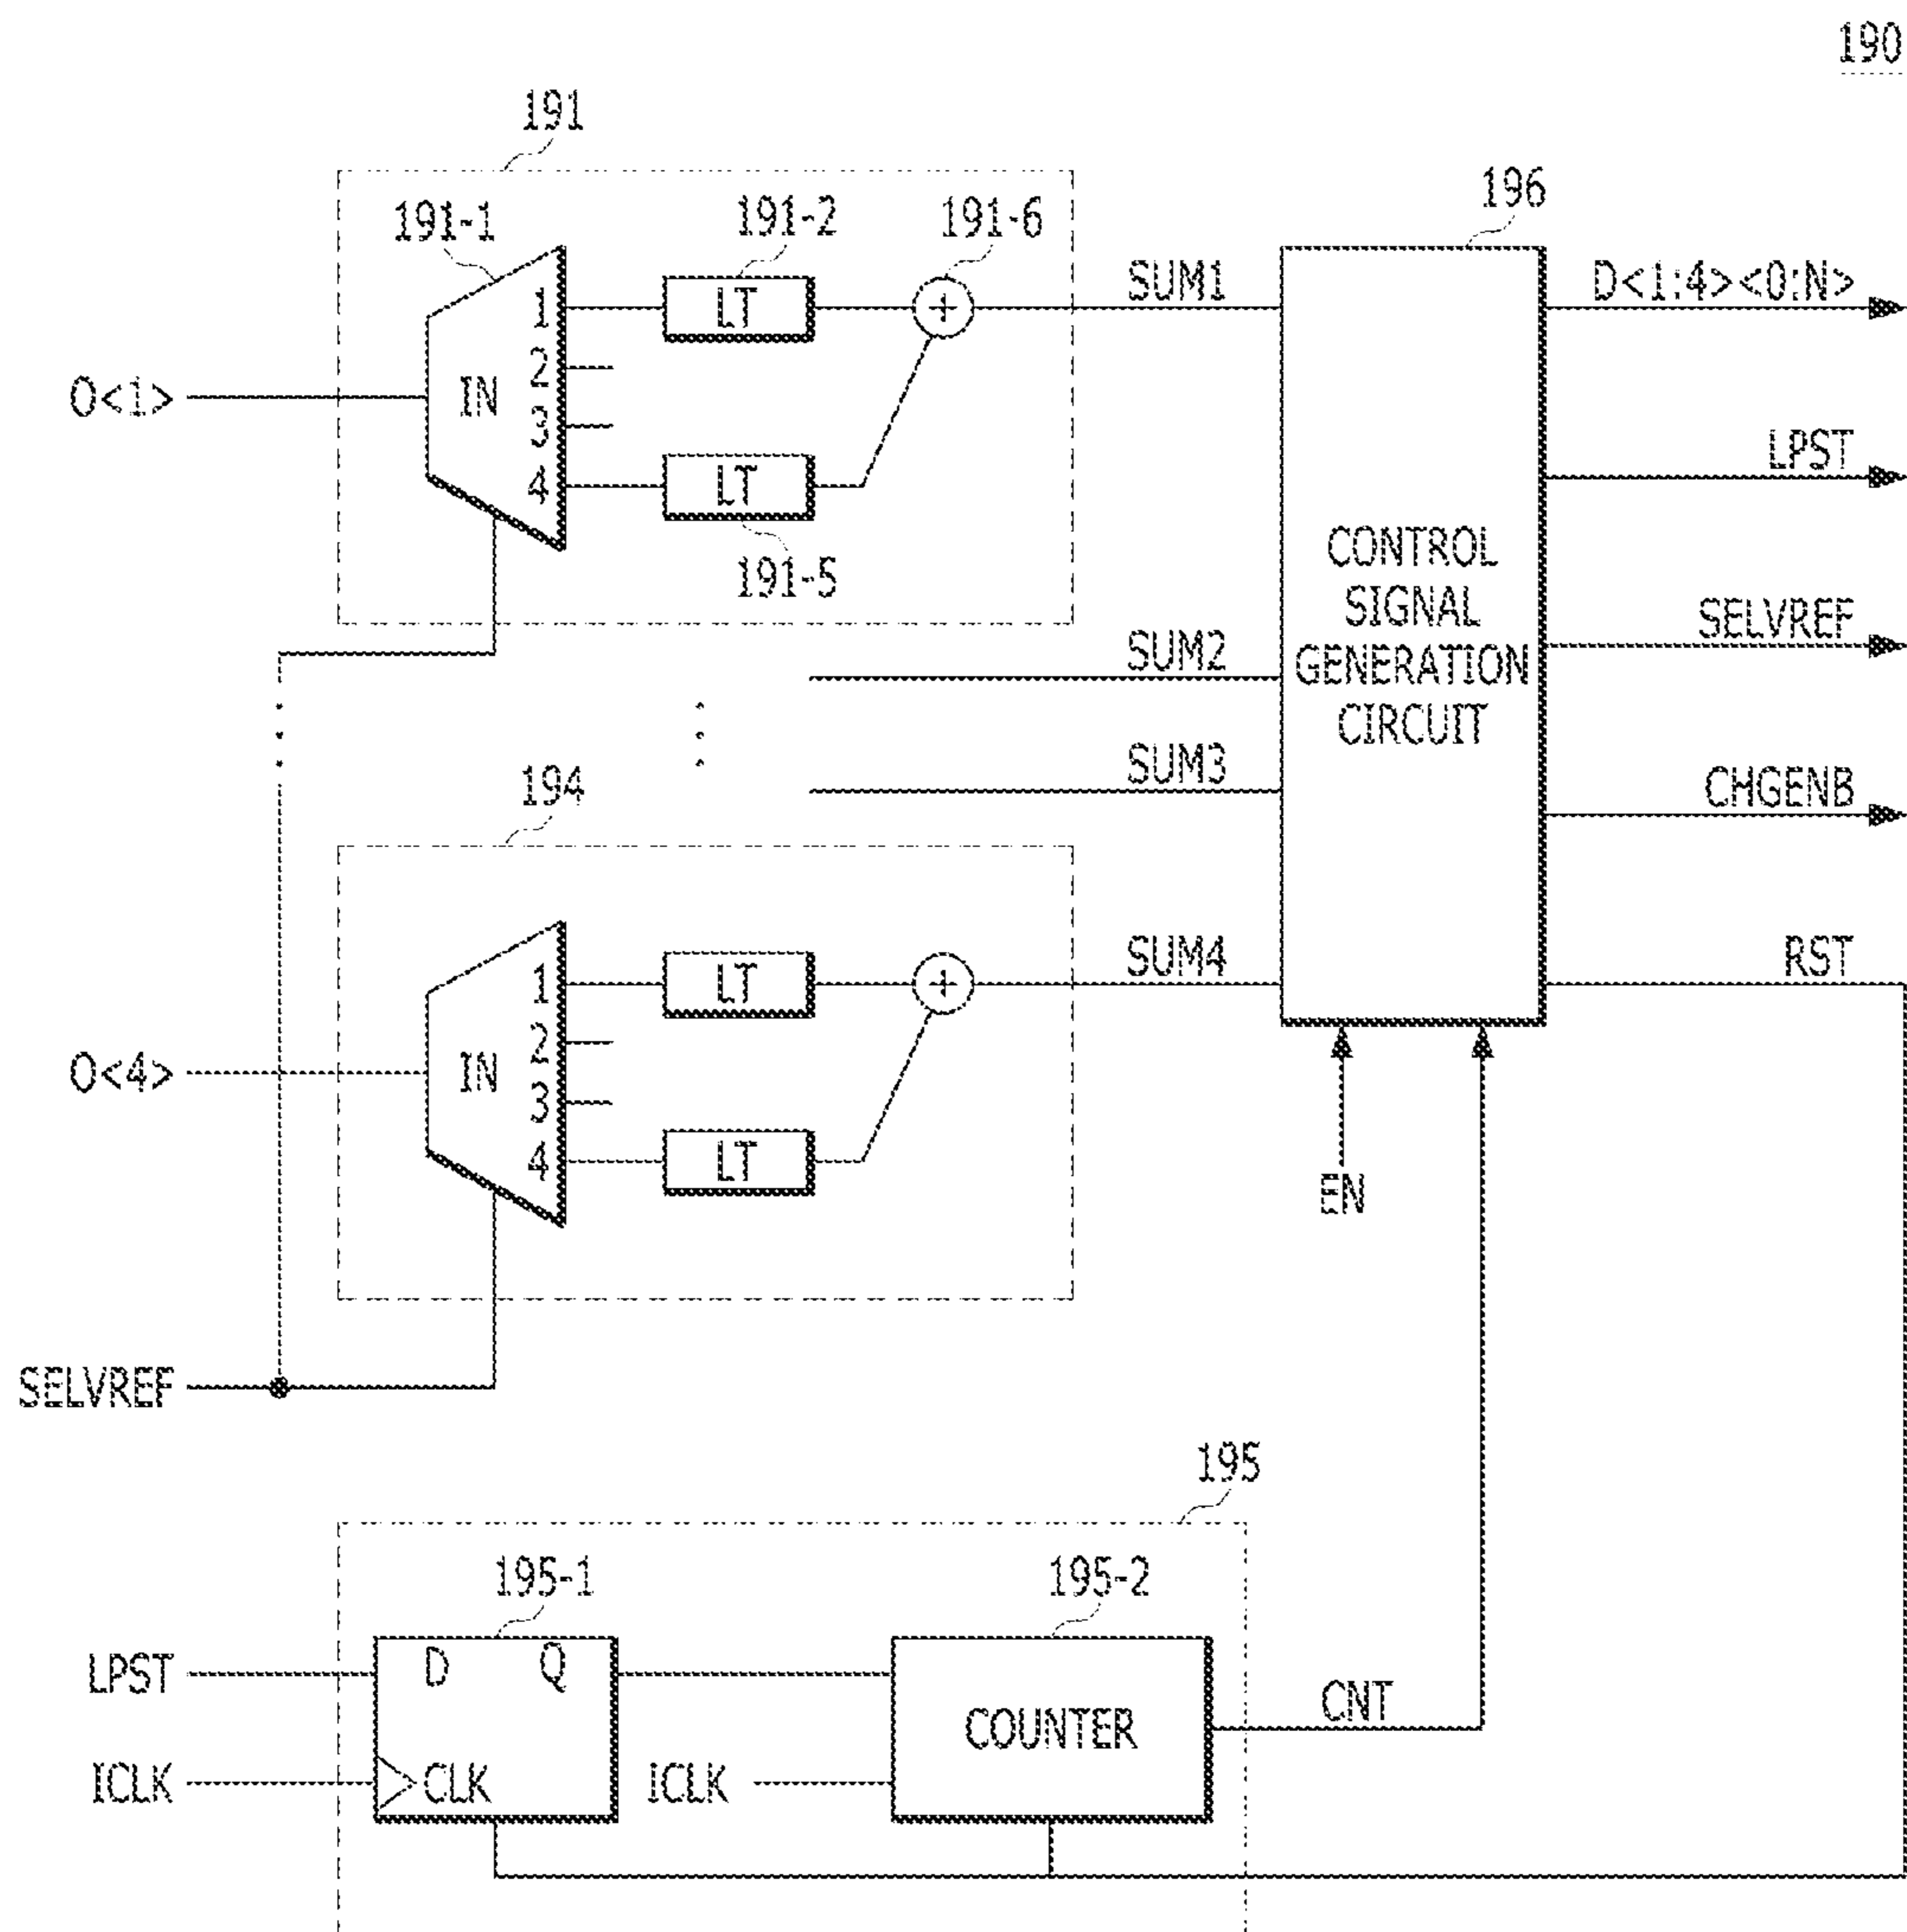 190
191
191-1
191-2
191-6
196
1
LT
+
SUM1
D<1:4><0:N>
2
O<1>
IN
3
4
LT
LPST
191-5
CONTROL
SIGNAL
GENERATION
CIRCUIT
SELVREF
SUM2
SUM3
CHGENB
194
1
LT
+
SUM4
RST
2
O<4>
IN
3
4
LT
EN
SELVREF
195
195-1
195-2
LPST
D
Q
COUNTER
CNT
ICLK
CLK
ICLK